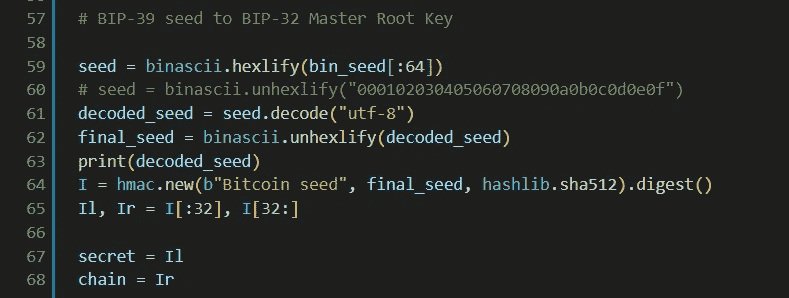 57 # BIP-39 seed to BIP-32 Master Root Key
58
59 seed = binascii.hexlify(bin_seed[:64])
60 # seed = binascii.unhexlify("000102030405060708090a0b0c0d0e0f")
61 decoded_seed = seed.decode("utf-8")
62 final_seed = binascii.unhexlify(decoded_seed)
63 print(decoded_seed)
64 I = hmac.new(b"Bitcoin seed", final_seed, hashlib.sha512).digest()
65 Il, Ir = I[:32], I[32:]
66
67 secret = Il
68 chain = Ir